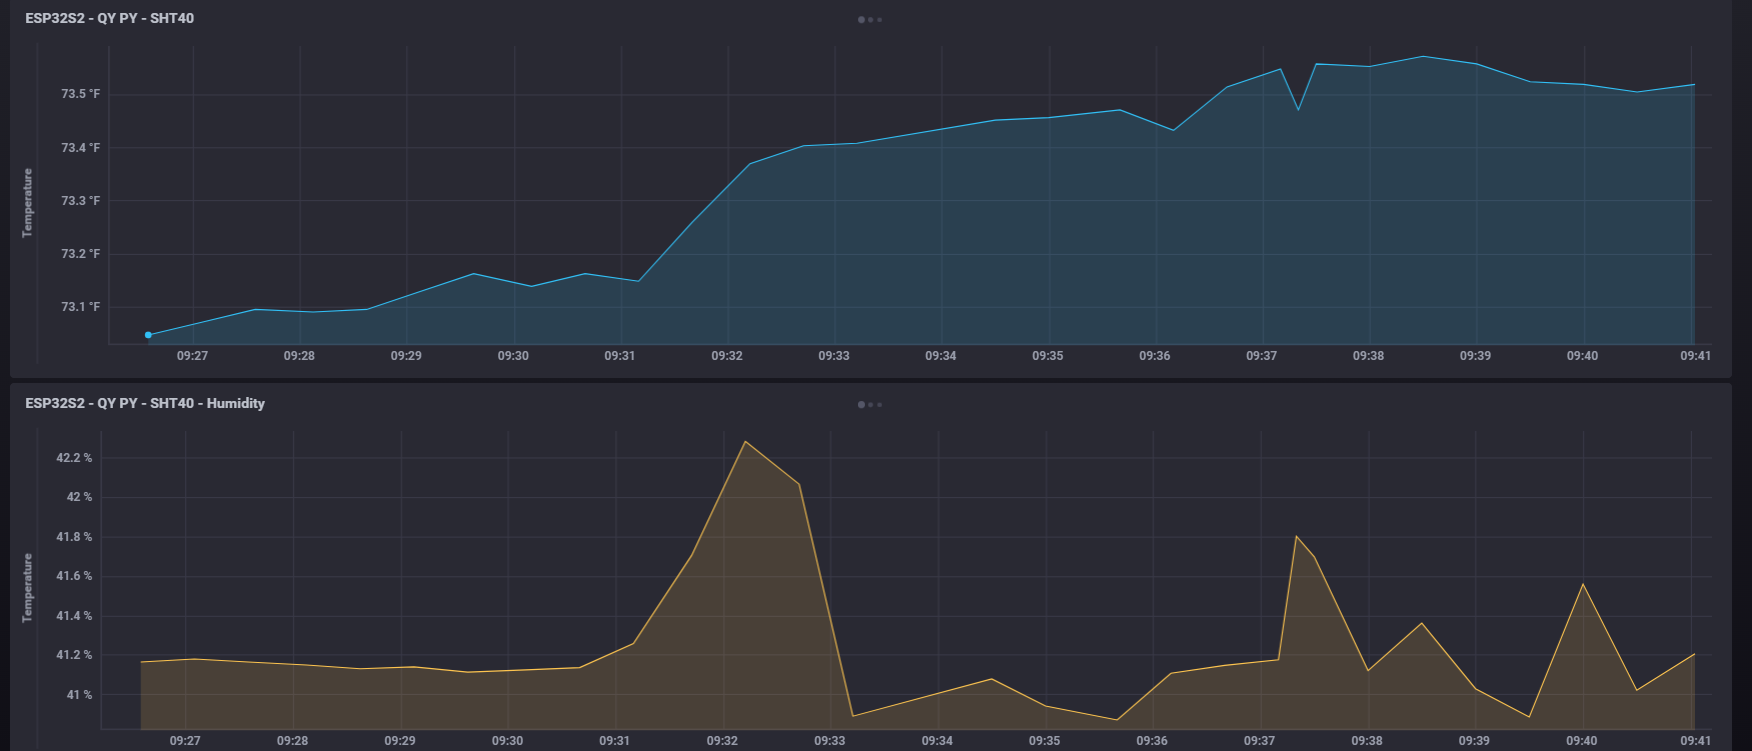 ESP32S2 - QY PY - SHT40
Temperature
73.5 °F
73.4 °F
73.3 °F
73.2 °F
73.1 °F
09:27 09:28 09:29 09:30 09:31 09:32 09:33 09:34 09:35 09:36 09:37 09:38 09:39 09:40 09:41
ESP32S2 - QY PY - SHT40 - Humidity
Temperature
42.2 %
42 %
41.8 %
41.6 %
41.4 %
41.2 %
41 %
09:27 09:28 09:29 09:30 09:31 09:32 09:33 09:34 09:35 09:36 09:37 09:38 09:39 09:40 09:41